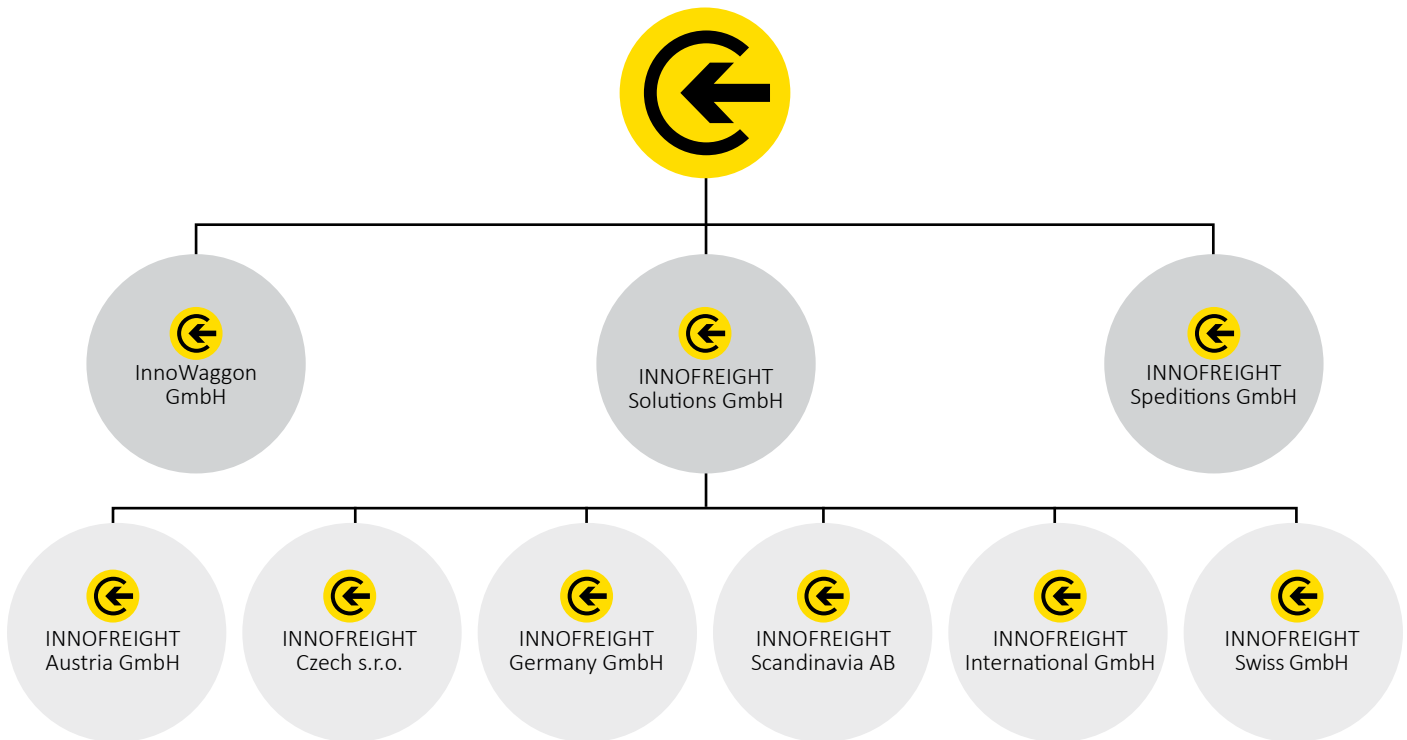 InnoWaggon
GmbH
INNOFREIGHT
Solutions GmbH
INNOFREIGHT
Speditions GmbH
INNOFREIGHT
Austria GmbH
INNOFREIGHT
Czech s.r.o.
INNOFREIGHT
Germany GmbH
INNOFREIGHT
Scandinavia AB
INNOFREIGHT
International GmbH
INNOFREIGHT
Swiss GmbH